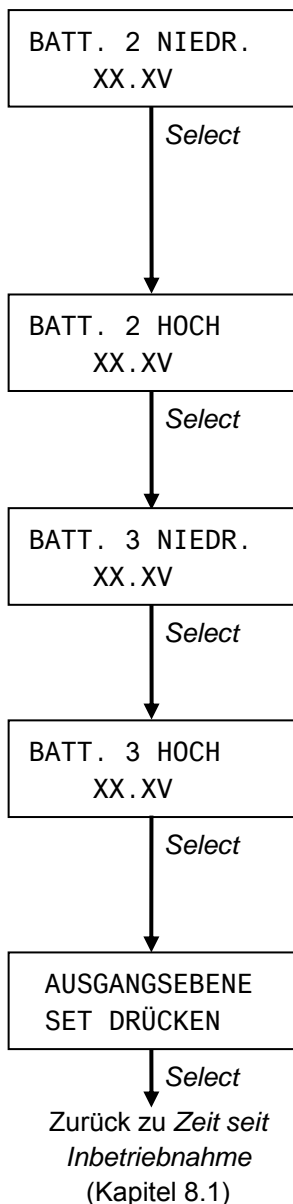 BATT. 2 NIEDR.
XX.XV
Select
BATT. 2 HOCH
XX.XV
Select
BATT. 3 NIEDR.
XX.XV
Select
BATT. 3 HOCH
XX.XV
Select
AUSGANGSEBENE
SET DRÜCKEN
Select
Zurück zu Zeit seit
Inbetriebnahme
(Kapitel 8.1)